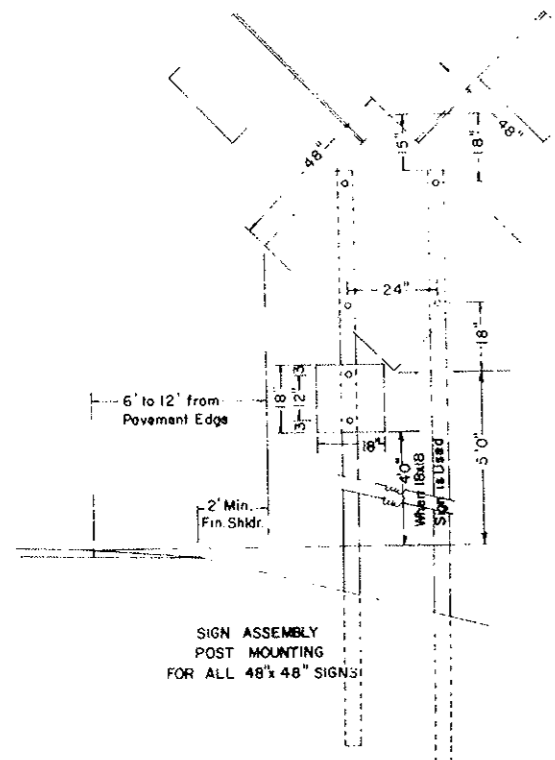 48"
15"
18"
48"
24"
18"
6' to 12' from
Pavement Edge
18"
3"
12"
3"
18"
4'0"
When 18x18
Sign is Used
5'0"
2' Min.
Fin. Shldr.
SIGN ASSEMBLY
POST MOUNTING
FOR ALL 48"x 48" SIGNS